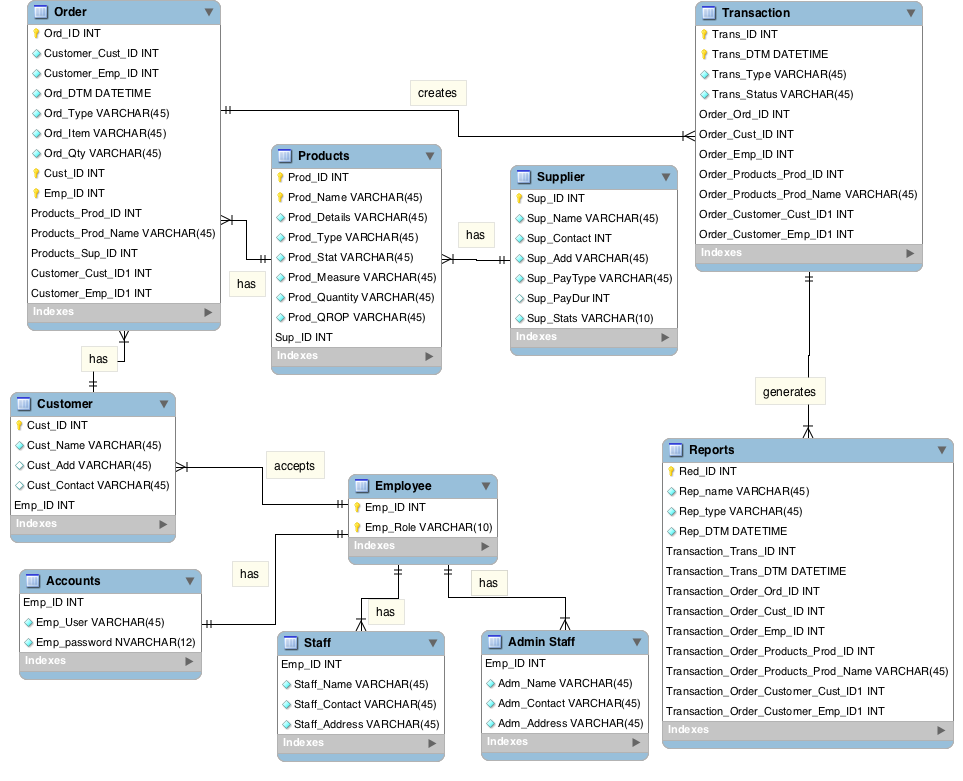 Order
Ord_ID INT
Customer_Cust_ID INT
Customer_Emp_ID INT
Ord_DTM DATETIME
Ord_Type VARCHAR(45)
Ord_Item VARCHAR(45)
Ord_Qty VARCHAR(45)
Cust_ID INT
Emp_ID INT
Products_Prod_ID INT
Products_Prod_Name VARCHAR(45)
Products_Sup_ID INT
Customer_Cust_ID1 INT
Customer_Emp_ID1 INT
Indexes
creates
Transaction
Trans_ID INT
Trans_DTM DATETIME
Trans_Type VARCHAR(45)
Trans_Status VARCHAR(45)
Order_Ord_ID INT
Order_Cust_ID INT
Order_Emp_ID INT
Order_Products_Prod_ID INT
Order_Products_Prod_Name VARCHAR(45)
Order_Customer_Cust_ID1 INT
Order_Customer_Emp_ID1 INT
Indexes
Products
Prod_ID INT
Prod_Name VARCHAR(45)
Prod_Details VARCHAR(45)
Prod_Type VARCHAR(45)
Prod_Stat VARCHAR(45)
Prod_Measure VARCHAR(45)
Prod_Quantity VARCHAR(45)
Prod_QROP VARCHAR(45)
Sup_ID INT
Indexes
has
has
Supplier
Sup_ID INT
Sup_Name VARCHAR(45)
Sup_Contact INT
Sup_Add VARCHAR(45)
Sup_PayType VARCHAR(45)
Sup_PayDur INT
Sup_Stats VARCHAR(10)
Indexes
has
Customer
Cust_ID INT
Cust_Name VARCHAR(45)
Cust_Add VARCHAR(45)
Cust_Contact VARCHAR(45)
Emp_ID INT
Indexes
accepts
generates
Employee
Emp_ID INT
Emp_Role VARCHAR(10)
Indexes
Reports
Red_ID INT
Rep_name VARCHAR(45)
Rep_type VARCHAR(45)
Rep_DTM DATETIME
Transaction_Trans_ID INT
Transaction_Trans_DTM DATETIME
Transaction_Order_Ord_ID INT
Transaction_Order_Cust_ID INT
Transaction_Order_Emp_ID INT
Transaction_Order_Products_Prod_ID INT
Transaction_Order_Products_Prod_Name VARCHAR(45)
Transaction_Order_Customer_Cust_ID1 INT
Transaction_Order_Customer_Emp_ID1 INT
Indexes
Accounts
Emp_ID INT
Emp_User VARCHAR(45)
Emp_password NVARCHAR(12)
Indexes
has
has
has
Staff
Emp_ID INT
Staff_Name VARCHAR(45)
Staff_Contact VARCHAR(45)
Staff_Address VARCHAR(45)
Indexes
Admin Staff
Emp_ID INT
Adm_Name VARCHAR(45)
Adm_Contact VARCHAR(45)
Adm_Address VARCHAR(45)
Indexes